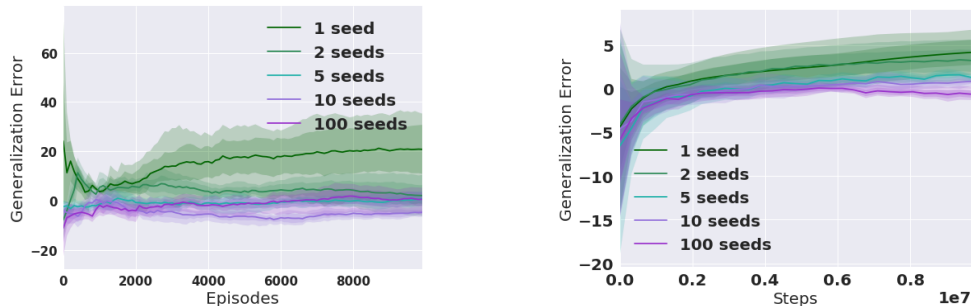 Generalization Error
60
40
20
0
−20
1 seed
2 seeds
5 seeds
10 seeds
100 seeds
0
2000
4000
6000
8000
Episodes
Generalization Error
5
0
−5
−10
−15
−20
1 seed
2 seeds
5 seeds
10 seeds
100 seeds
0.0
0.2
0.4
0.6
0.8
1e7
Steps